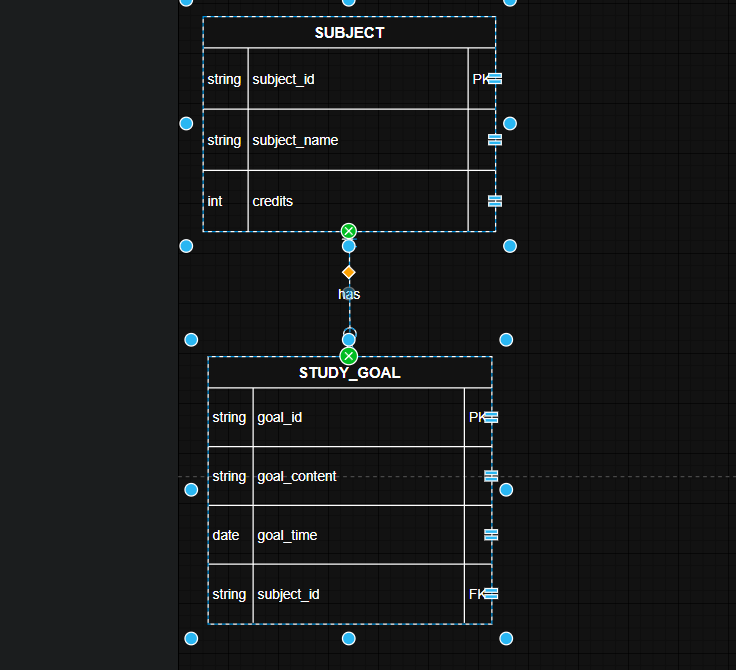 SUBJECT
string subject_id PK
string subject_name
int credits
has
STUDY_GOAL
string goal_id PK
string goal_content
date goal_time
string subject_id FK